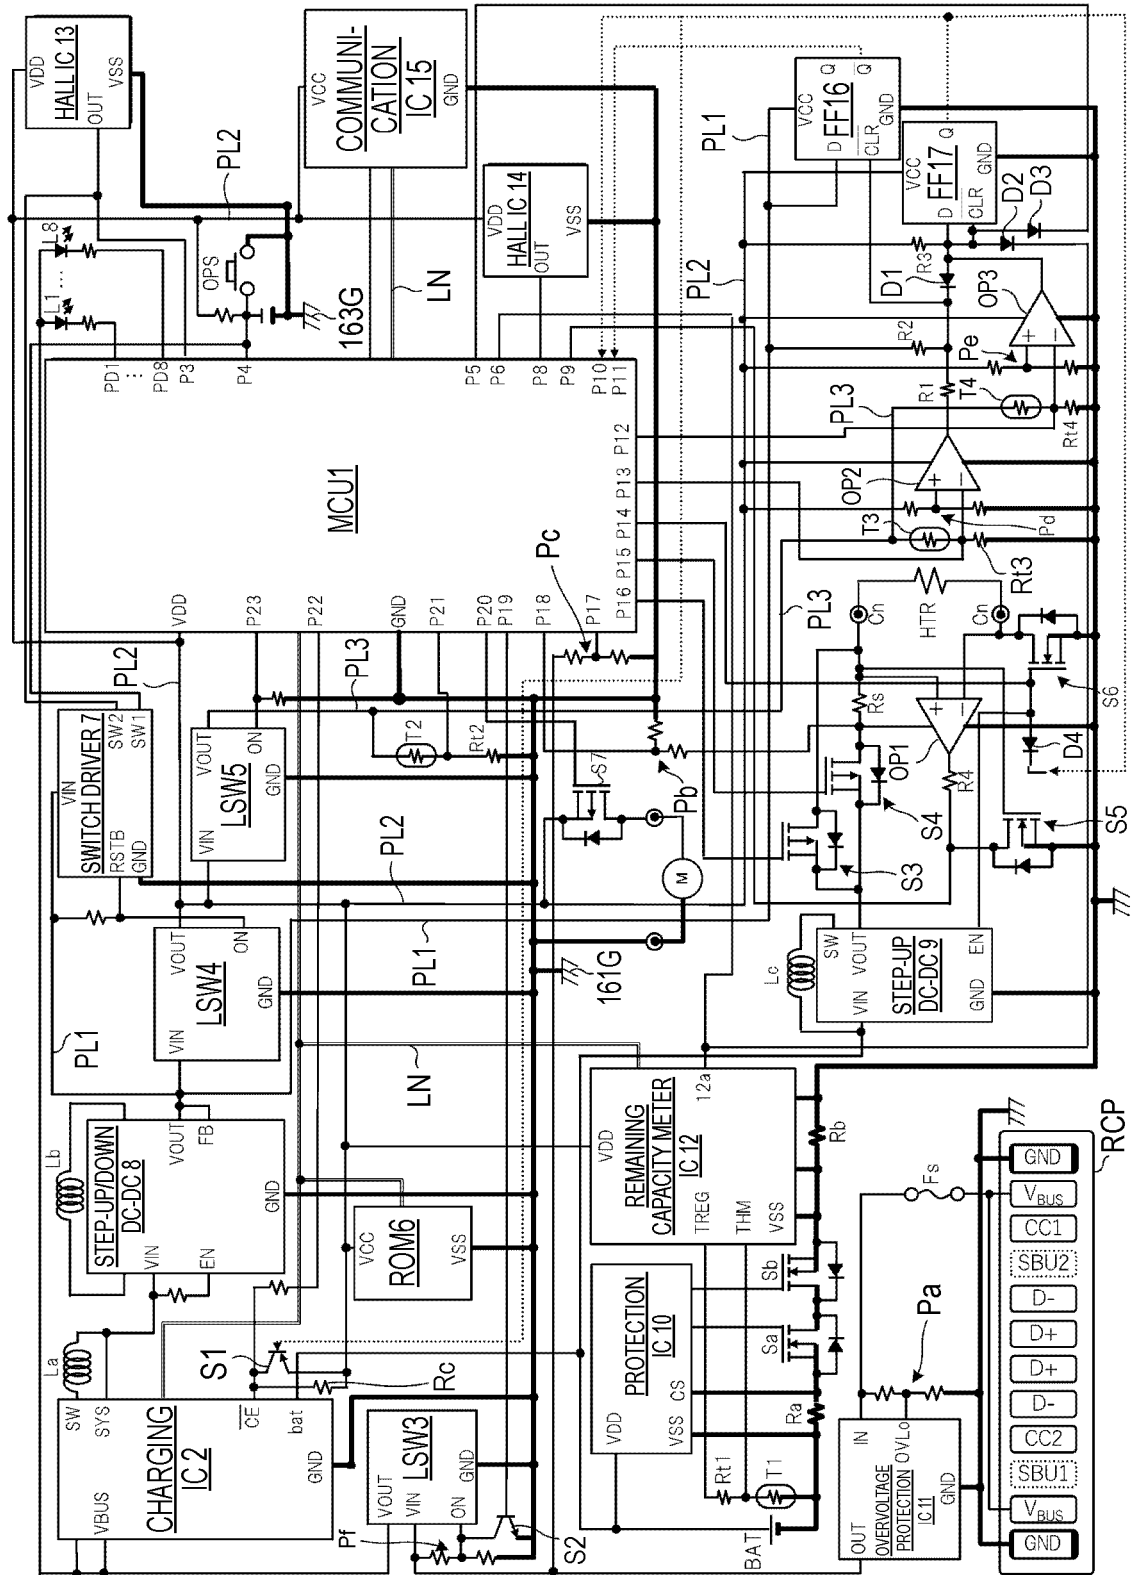 HALL IC 13
VDD
OUT
VSS
COMMUNI-
CATION
IC 15
VCC
GND
HALL IC 14
VDD
OUT
VSS
L1
...
L8
OPS
PL2
163G
LN
PL1
FF16
VCC
D
Q
CLR
Q
GND
FF17
VCC
D
Q
CLR
GND
D2
D3
R3
D1
PL2
OP3
R2
Pe
R1
T4
PL3
Rt4
OP2
T3
Pd
Rt3
MCU1
PD1
PD8
P3
P4
P5
P6
P8
P9
P10
P11
P12
P13
P14
P15
P16
P17
P18
P19
P20
P21
GND
P22
P23
VDD
Pc
PL2
PL3
SWITCH DRIVER 7
VIN
SW2
SW1
RSTB
GND
LSW5
VOUT
ON
VIN
GND
T2
Rt2
S7
Pb
M
PL2
PL1
161G
LSW4
VOUT
ON
VIN
GND
PL1
LN
STEP-UP/DOWN
DC-DC 8
Lb
VOUT
FB
VIN
EN
GND
ROM6
VCC
VSS
La
S1
Rc
CHARGING
IC 2
SW
SYS
CE
bat
VBUS
GND
LSW3
VOUT
VIN
ON
GND
Pf
S2
PL3
Cn
HTR
Cn
Rs
OP1
R4
S3
S4
S5
S6
D4
STEP-UP
DC-DC 9
Lc
SW
VIN
VOUT
EN
GND
REMAINING
CAPACITY METER
IC 12
VDD
12a
TREG
THM
VSS
Rb
PROTECTION
IC 10
VDD
VSS
CS
Sa
Sb
Ra
Rt1
T1
BAT
OVERVOLTAGE
PROTECTION
IC11
IN
OVLo
OUT
GND
Pa
Fs
RCP
GND
VBUS
CC1
SBU2
D-
D+
D+
D-
CC2
SBU1
VBUS
GND